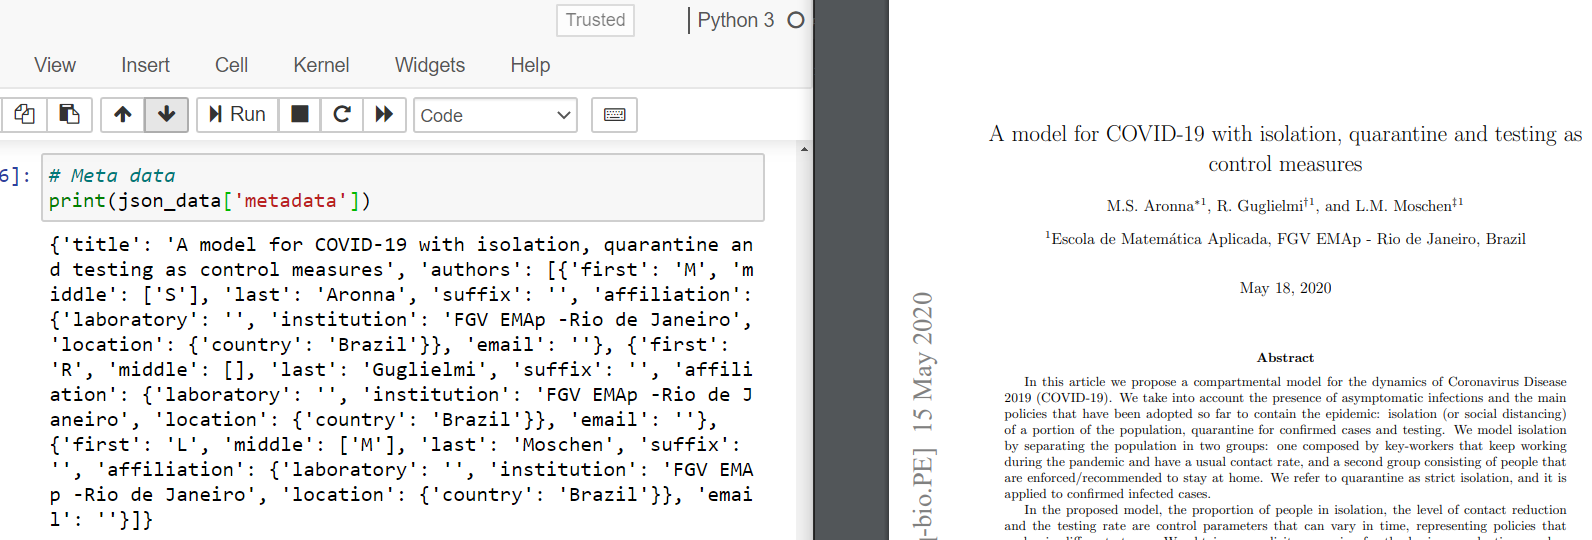 Trusted
Python 3
View Insert Cell Kernel Widgets Help
Run
Code
6]:
# Meta data
print(json_data['metadata'])
{'title': 'A model for COVID-19 with isolation, quarantine an
d testing as control measures', 'authors': [{'first': 'M', 'm
iddle': ['S'], 'last': 'Aronna', 'suffix': '', 'affiliation':
{'laboratory': '', 'institution': 'FGV EMAp -Rio de Janeiro',
'location': {'country': 'Brazil'}}, 'email': ''}, {'first':
'R', 'middle': [], 'last': 'Guglielmi', 'suffix': '', 'affili
ation': {'laboratory': '', 'institution': 'FGV EMAp -Rio de J
aneiro', 'location': {'country': 'Brazil'}}, 'email': ''},
{'first': 'L', 'middle': ['M'], 'last': 'Moschen', 'suffix':
'', 'affiliation': {'laboratory': '', 'institution': 'FGV EMA
p -Rio de Janeiro', 'location': {'country': 'Brazil'}}, 'emai
l': ''}]}
A model for COVID-19 with isolation, quarantine and testing as
control measures
M.S. Aronna*1, R. Guglielmi†1, and L.M. Moschen‡1
1Escola de Matemática Aplicada, FGV EMAp - Rio de Janeiro, Brazil
May 18, 2020
Abstract
In this article we propose a compartmental model for the dynamics of Coronavirus Disease
2019 (COVID-19). We take into account the presence of asymptomatic infections and the main
policies that have been adopted so far to contain the epidemic: isolation (or social distancing)
of a portion of the population, quarantine for confirmed cases and testing. We model isolation
by separating the population in two groups: one composed by key-workers that keep working
during the pandemic and have a usual contact rate, and a second group consisting of people that
are enforced/recommended to stay at home. We refer to quarantine as strict isolation, and it is
applied to confirmed infected cases.
In the proposed model, the proportion of people in isolation, the level of contact reduction
and the testing rate are control parameters that can vary in time, representing policies that
-bio.PE] 15 May 2020